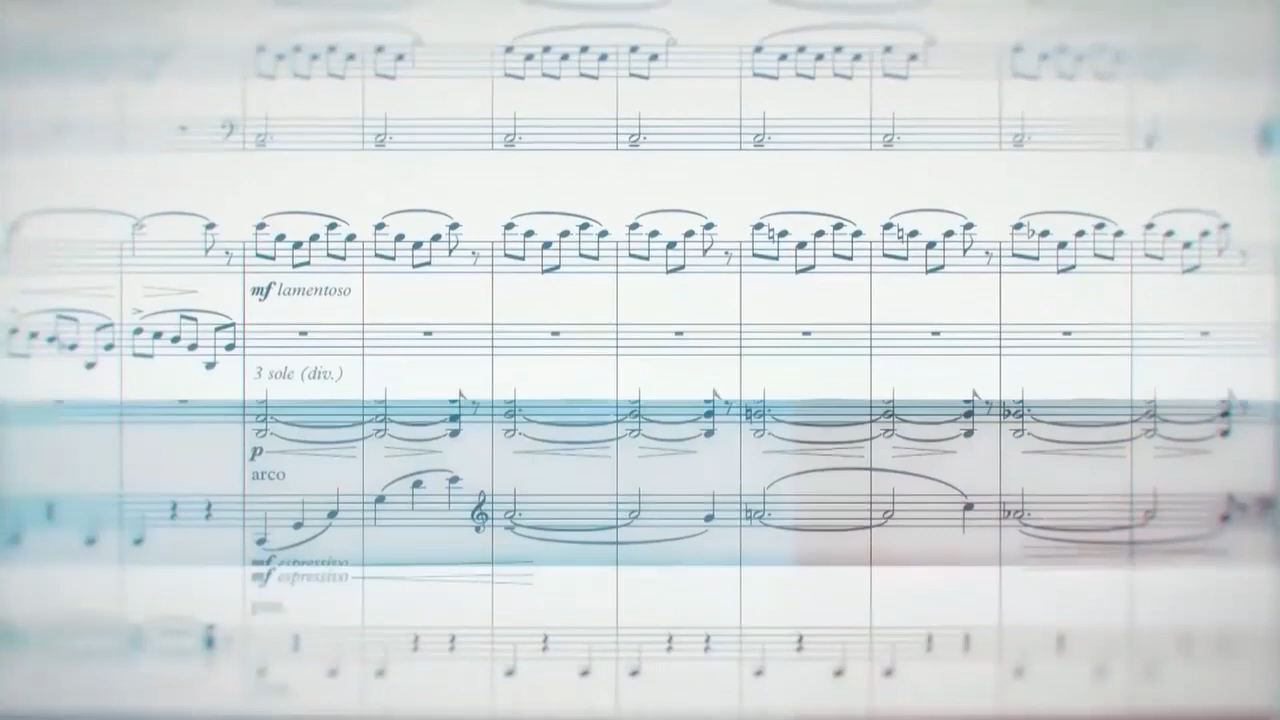 mf lamentoso
3 sole (div.)
p
arco
mf espressivo
mf espressivo